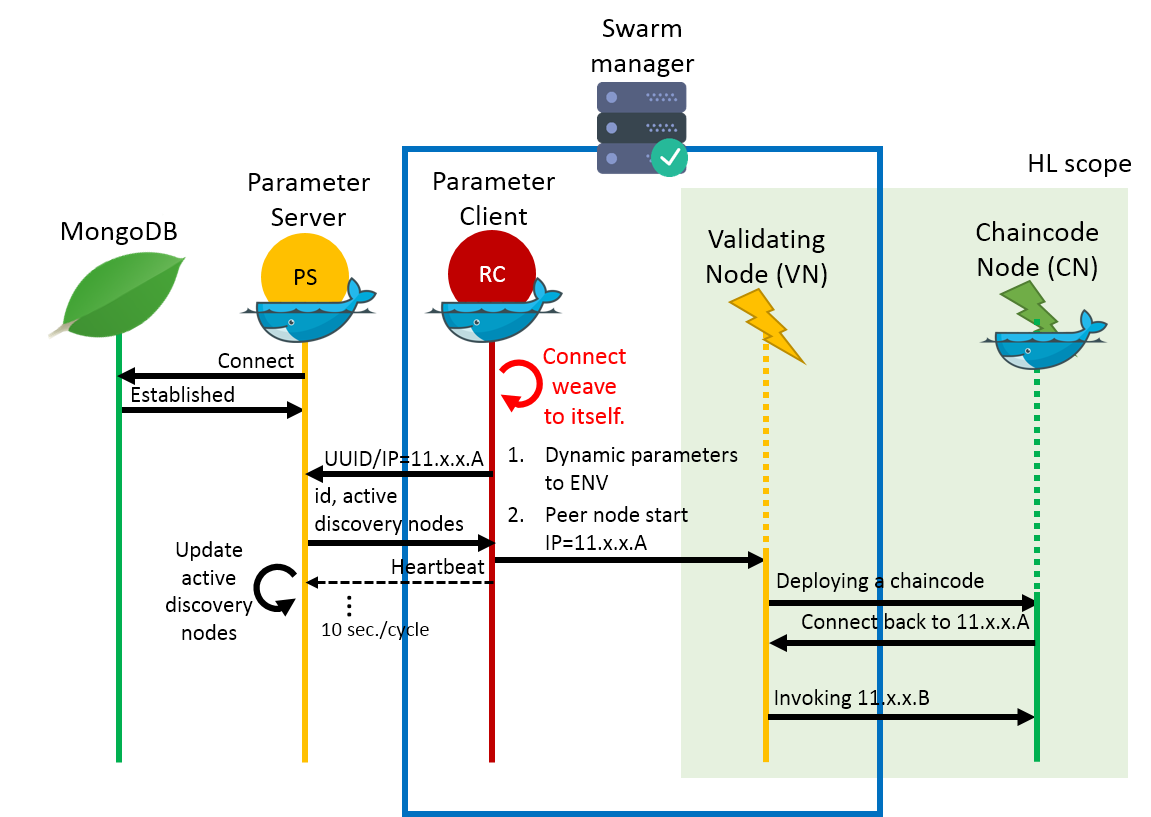 Swarm
manager
HL scope
Parameter
Server
Parameter
Client
MongoDB
Validating
Node (VN)
Chaincode
Node (CN)
PS
RC
Connect
Established
Connect
weave
to itself.
UUID/IP=11.x.x.A
1. Dynamic parameters
to ENV
id, active
discovery nodes
2. Peer node start
IP=11.x.x.A
Update
active
discovery
nodes
Heartbeat
10 sec./cycle
Deploying a chaincode
Connect back to 11.x.x.A
Invoking 11.x.x.B